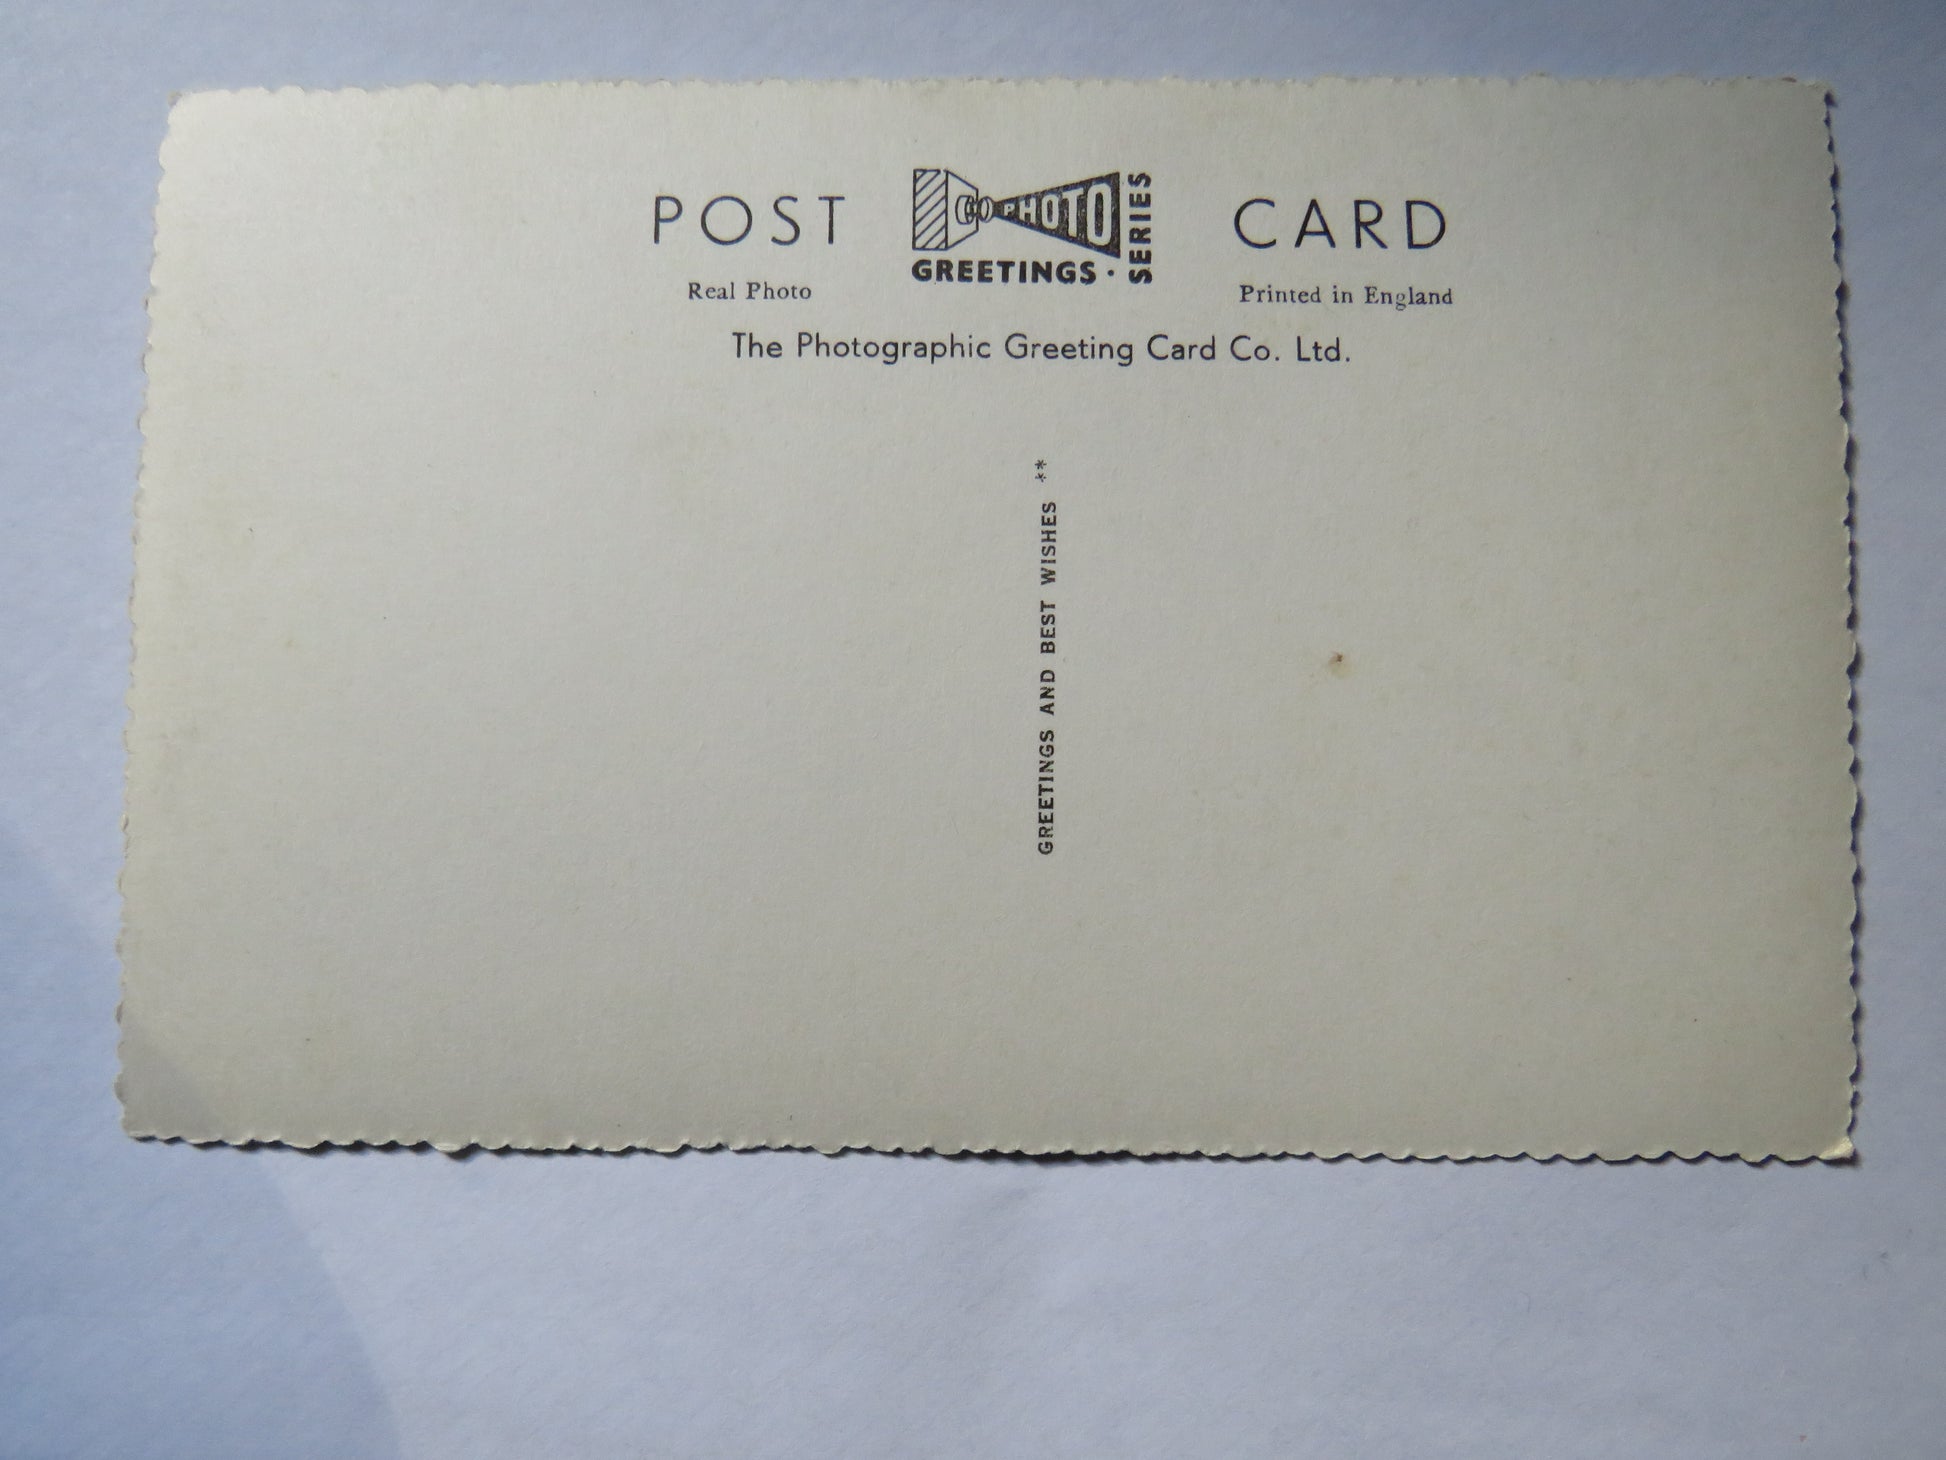 POST CARD
PHOTO
GREETINGS · SERIES
Real Photo
Printed in England
The Photographic Greeting Card Co. Ltd.
GREETINGS AND BEST WISHES **